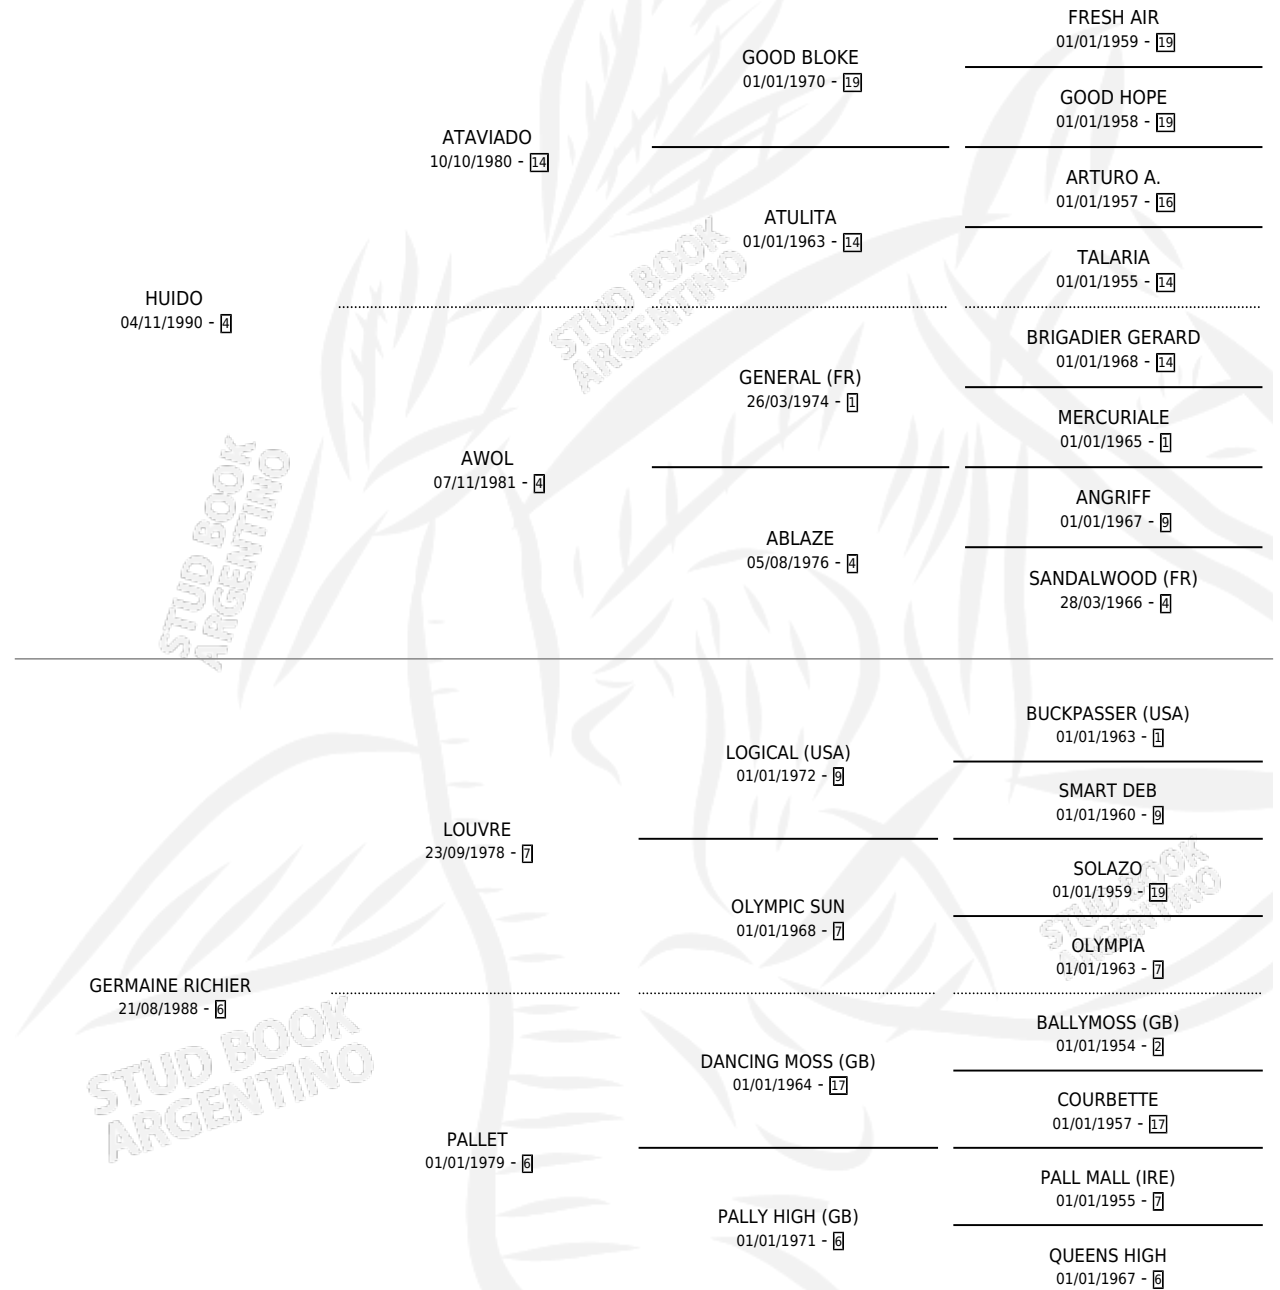 FRESH AIR
01/01/1959 - 19
GOOD BLOKE
01/01/1970 - 19
GOOD HOPE
01/01/1958 - 19
ATAVIADO
10/10/1980 - 14
ARTURO A.
01/01/1957 - 16
ATULITA
01/01/1963 - 14
TALARIA
01/01/1955 - 14
HUIDO
04/11/1990 - 4
BRIGADIER GERARD
01/01/1968 - 14
GENERAL (FR)
26/03/1974 - 1
MERCURIALE
01/01/1965 - 1
AWOL
07/11/1981 - 4
ANGRIFF
01/01/1967 - 9
ABLAZE
05/08/1976 - 4
SANDALWOOD (FR)
28/03/1966 - 4
STUD BOOK
ARGENTINO
STUD BOOK
ARGENTINO
BUCKPASSER (USA)
01/01/1963 - 1
LOGICAL (USA)
01/01/1972 - 9
SMART DEB
01/01/1960 - 9
LOUVRE
23/09/1978 - 7
SOLAZO
01/01/1959 - 19
OLYMPIC SUN
01/01/1968 - 7
OLYMPIA
01/01/1963 - 7
STUD BOOK
ARGENTINO
GERMAINE RICHIER
21/08/1988 - 6
BALLYMOSS (GB)
01/01/1954 - 2
DANCING MOSS (GB)
01/01/1964 - 17
COURBETTE
01/01/1957 - 17
PALLET
01/01/1979 - 6
PALL MALL (IRE)
01/01/1955 - 7
PALLY HIGH (GB)
01/01/1971 - 6
QUEENS HIGH
01/01/1967 - 6
STUD BOOK
ARGENTINO